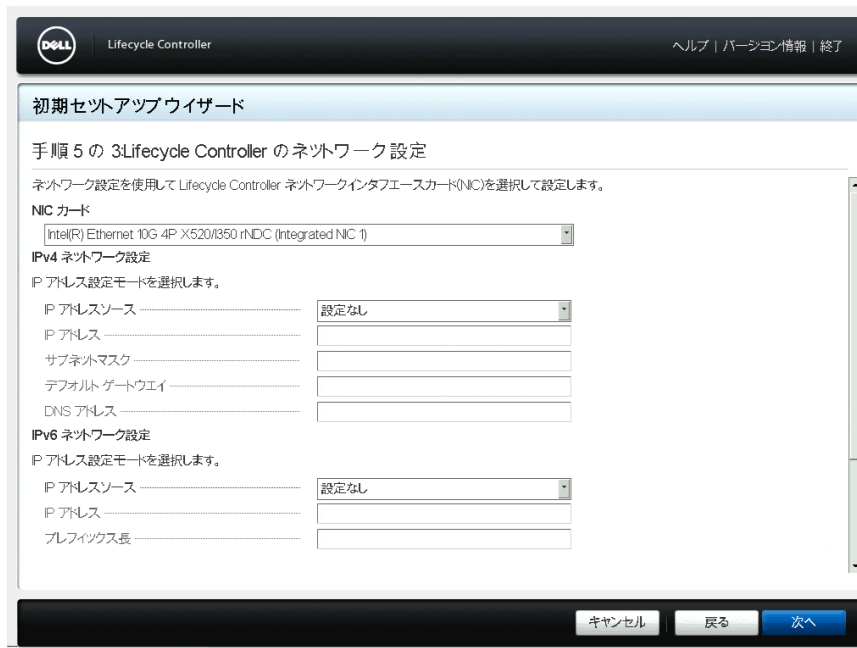 DELL
Lifecycle Controller
ヘルプ | バージョン情報 | 終了
初期セットアップ ウィザード
手順 5 の 3:Lifecycle Controller のネットワーク設定
ネットワーク設定を使用して Lifecycle Controller ネットワークインタフェースカード(NIC)を選択して設定します。
NIC カード
Intel(R) Ethernet 10G 4P X520/I350 rNDC (Integrated NIC 1)
IPv4 ネットワーク設定
IP アドレス設定モードを選択します。
IP アドレスソース 設定なし
IP アドレス
サブネットマスク
デフォルト ゲートウェイ
DNS アドレス
IPv6 ネットワーク設定
IP アドレス設定モードを選択します。
IP アドレスソース 設定なし
IP アドレス
プレフィックス長
キャンセル 戻る 次へ